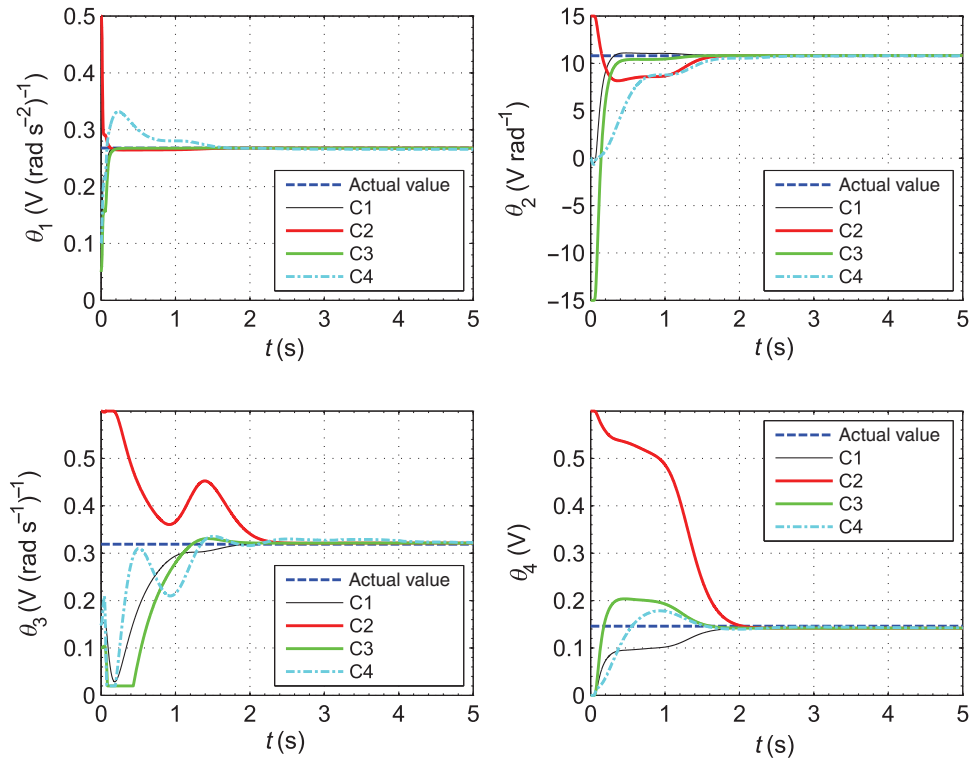 0.5
0.4
0.3
0.2
0.1
0
0 1 2 3 4 5
θ1 (V (rad s−2)−1)
t (s)
Actual value
C1
C2
C3
C4
15
10
5
0
−5
−10
−15
0 1 2 3 4 5
θ2 (V rad−1)
t (s)
Actual value
C1
C2
C3
C4
0.5
0.4
0.3
0.2
0.1
0
0 1 2 3 4 5
θ3 (V (rad s−1)−1)
t (s)
Actual value
C1
C2
C3
C4
0.5
0.4
0.3
0.2
0.1
0
0 1 2 3 4 5
θ4 (V)
t (s)
Actual value
C1
C2
C3
C4